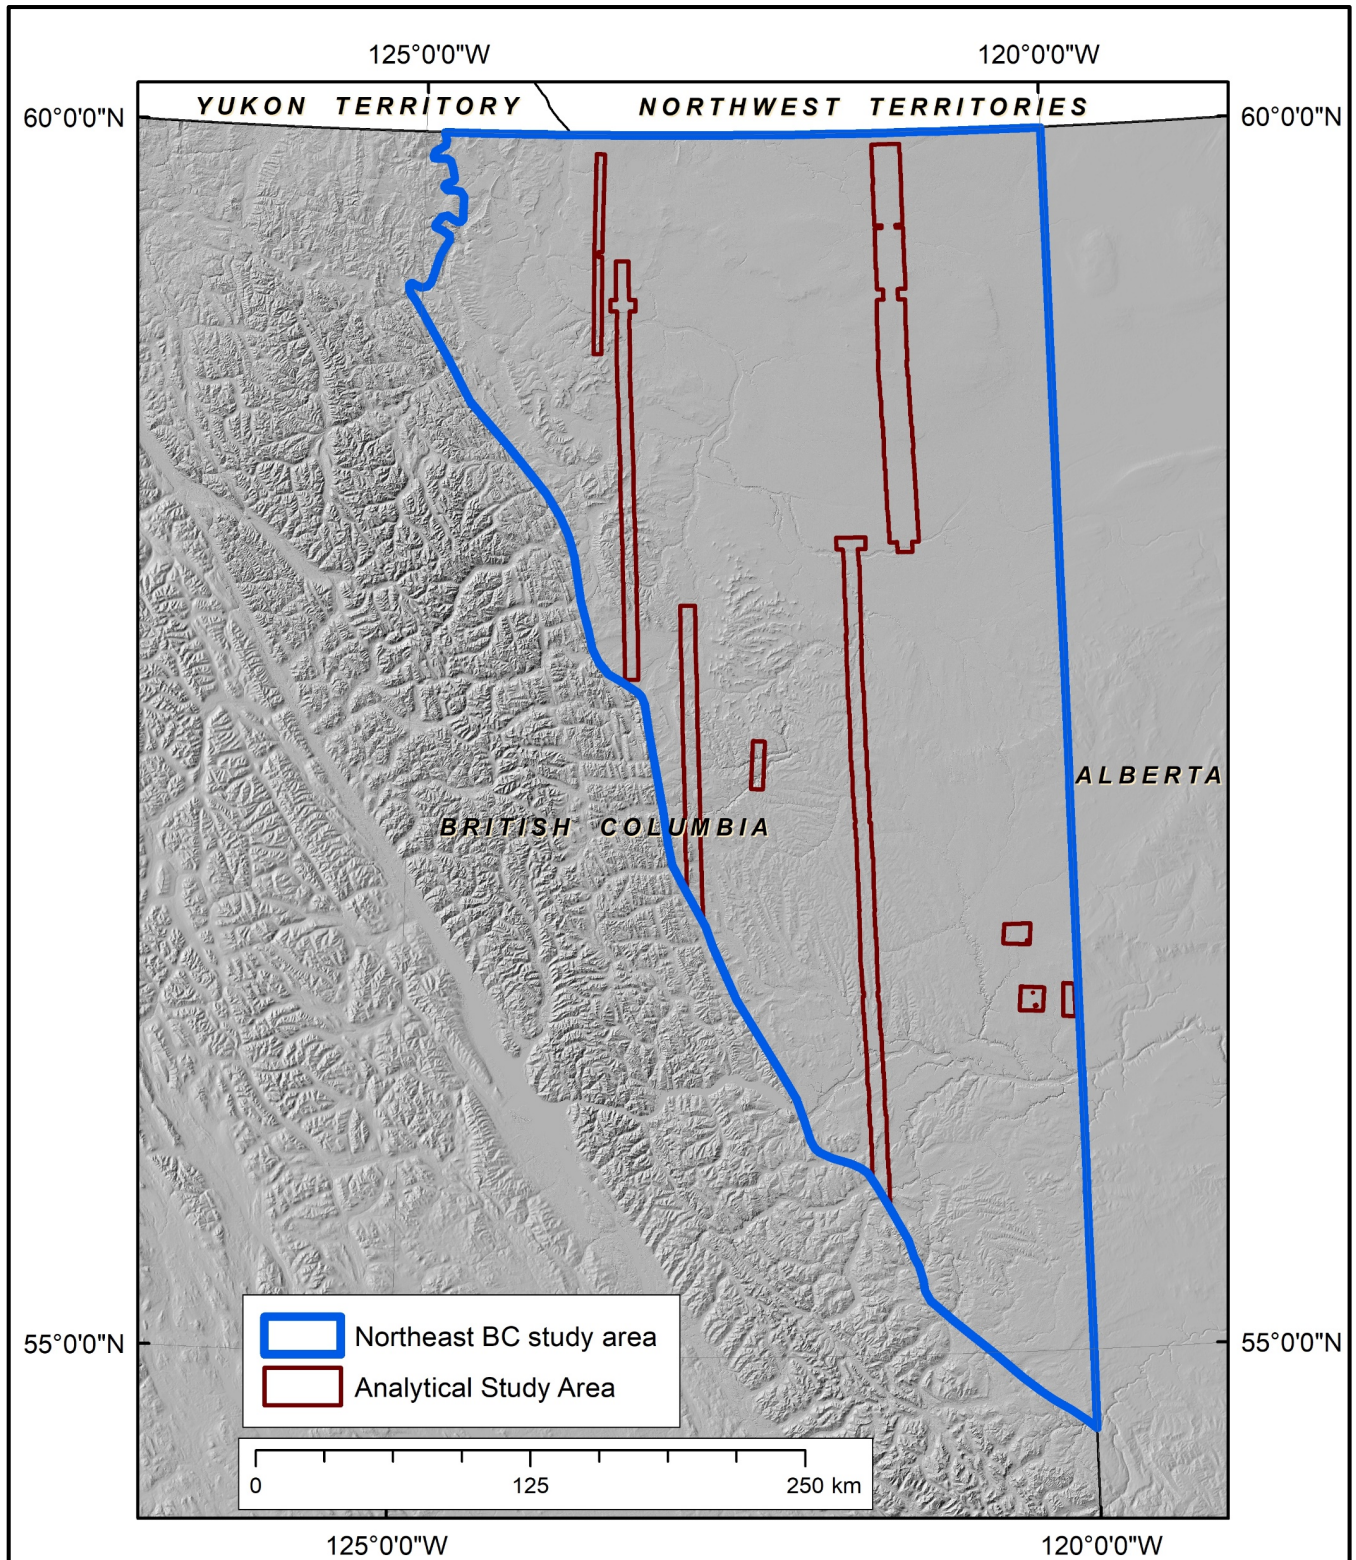 125°0'0"W 120°0'0"W
YUKON TERRITORY NORTHWEST TERRITORIES
60°0'0"N 60°0'0"N
ALBERTA
BRITISH COLUMBIA
Northeast BC study area
55°0'0"N 55°0'0"N
Analytical Study Area
0 125 250 km
125°0'0"W 120°0'0"W